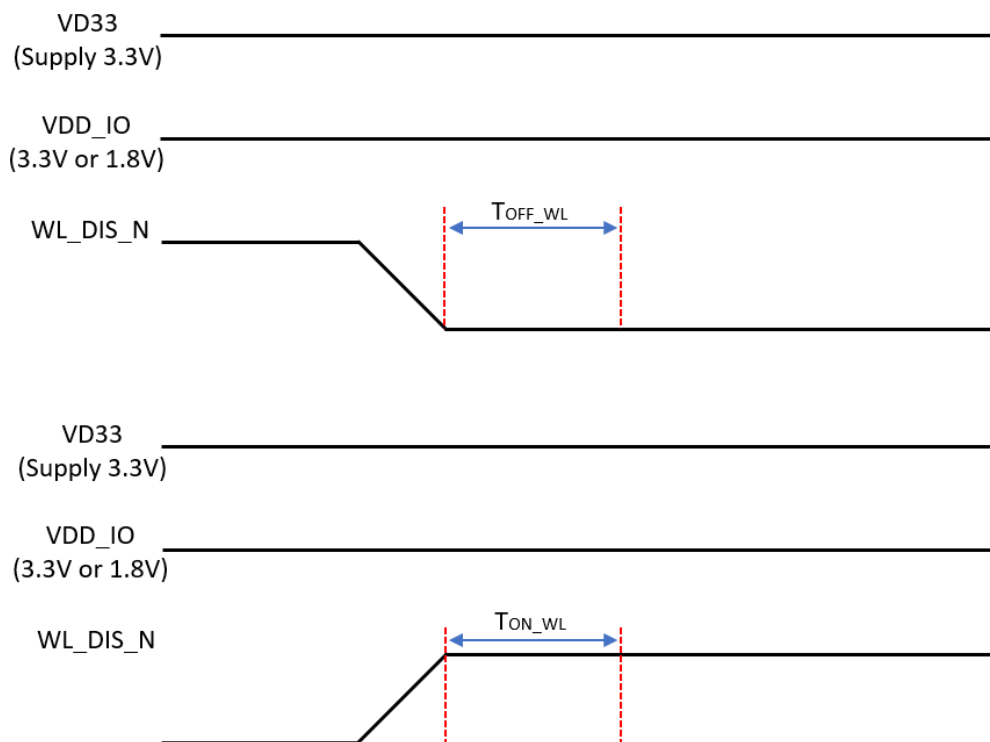 VD33
(Supply 3.3V)
VDD_IO
(3.3V or 1.8V)
TOFF_WL
WL_DIS_N
VD33
(Supply 3.3V)
VDD_IO
(3.3V or 1.8V)
TON_WL
WL_DIS_N